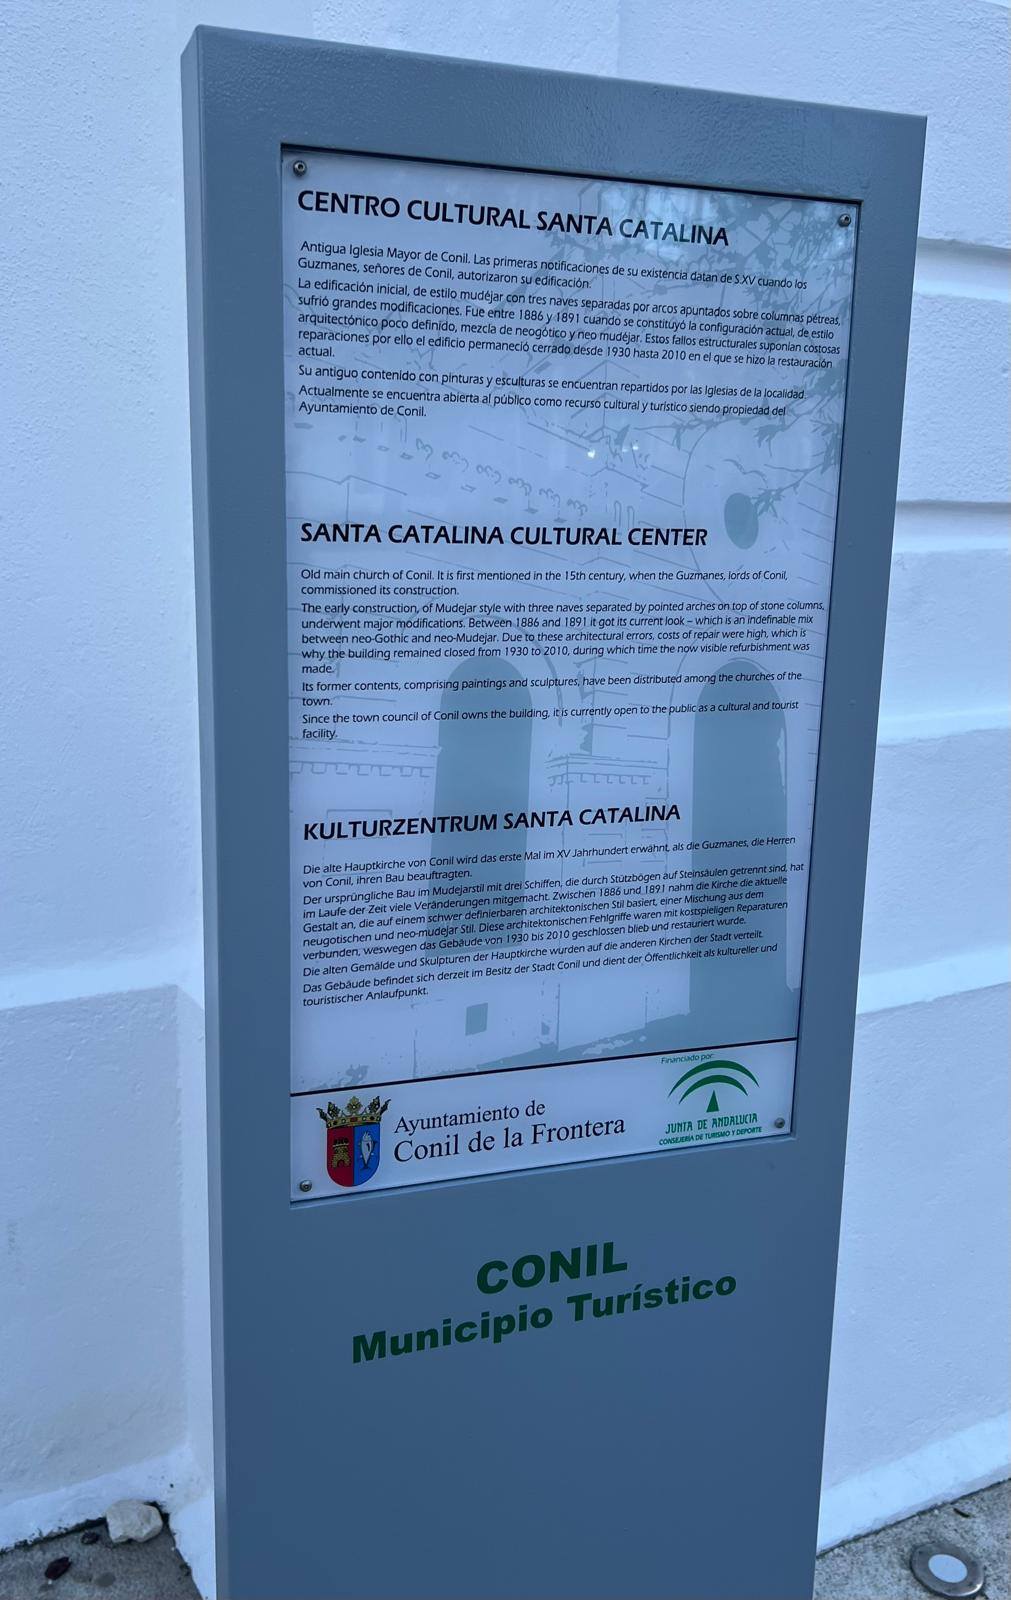 CENTRO CULTURAL SANTA CATALINA
Antigua Iglesia Mayor de Conil. Las primeras notificaciones de su existencia datan de S.XV cuando los
Guzmanes, señores de Conil, autorizaron su edificación.
La edificación inicial, de estilo mudéjar con tres naves separadas por arcos apuntados sobre columnas pétreas,
sufrió grandes modificaciones. Fue entre 1886 y 1891 cuando se constituyó la configuración actual, de estilo
arquitectónico poco definido, mezcla de neogótico y neo mudéjar. Estos fallos estructurales suponían costosas
reparaciones por ello el edificio permaneció cerrado desde 1930 hasta 2010 en el que se hizo la restauración
actual.
Su antiguo contenido con pinturas y esculturas se encuentran repartidos por las Iglesias de la localidad.
Actualmente se encuentra abierta al público como recurso cultural y turístico siendo propiedad del
Ayuntamiento de Conil.
SANTA CATALINA CULTURAL CENTER
Old main church of Conil. It is first mentioned in the 15th century, when the Guzmanes, lords of Conil,
commissioned its construction.
The early construction, of Mudejar style with three naves separated by pointed arches on top of stone columns,
underwent major modifications. Between 1886 and 1891 it got its current look – which is an indefinable mix
between neo-Gothic and neo-Mudejar. Due to these architectural errors, costs of repair were high, which is
why the building remained closed from 1930 to 2010, during which time the now visible refurbishment was
made.
Its former contents, comprising paintings and sculptures, have been distributed among the churches of the
town.
Since the town council of Conil owns the building, it is currently open to the public as a cultural and tourist
facility.
KULTURZENTRUM SANTA CATALINA
Die alte Hauptkirche von Conil wird das erste Mal im XV Jahrhundert erwähnt, als die Guzmanes, die Herren
von Conil, ihren Bau beauftragten.
Der ursprüngliche Bau im Mudejarstil mit drei Schiffen, die durch Stützbögen auf Steinsäulen getrennt sind, hat
im Laufe der Zeit viele Veränderungen mitgemacht. Zwischen 1886 und 1891 nahm die Kirche die aktuelle
Gestalt an, die auf einem schwer definierbaren architektonischen Stil basiert, einer Mischung aus dem
neugotischen und neo-mudejar Stil. Diese architektonischen Fehlgriffe waren mit kostspieligen Reparaturen
verbunden, weswegen das Gebäude von 1930 bis 2010 geschlossen blieb und restauriert wurde.
Die alten Gemälde und Skulpturen der Hauptkirche wurden auf die anderen Kirchen der Stadt verteilt.
Das Gebäude befindet sich derzeit im Besitz der Stadt Conil und dient der Öffentlichkeit als kultureller und
touristischer Anlaufpunkt.
Ayuntamiento de
Conil de la Frontera
Financiado por:
JUNTA DE ANDALUCIA
CONSEJERÍA DE TURISMO Y DEPORTE
CONIL
Municipio Turístico